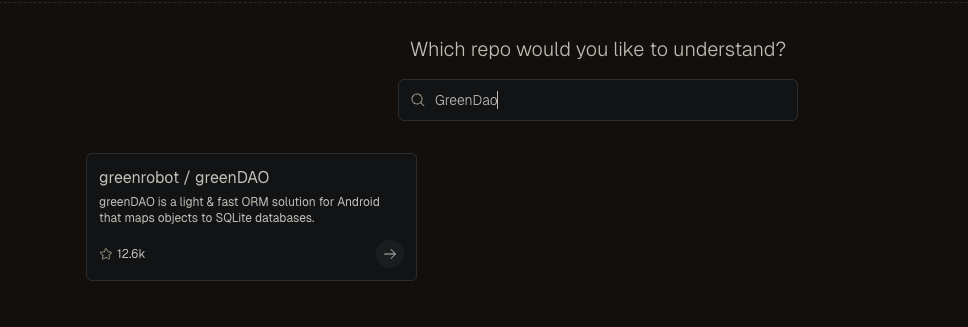 Which repo would you like to understand?
GreenDao
greenrobot / greenDAO
greenDAO is a light & fast ORM solution for Android
that maps objects to SQLite databases.
12.6k